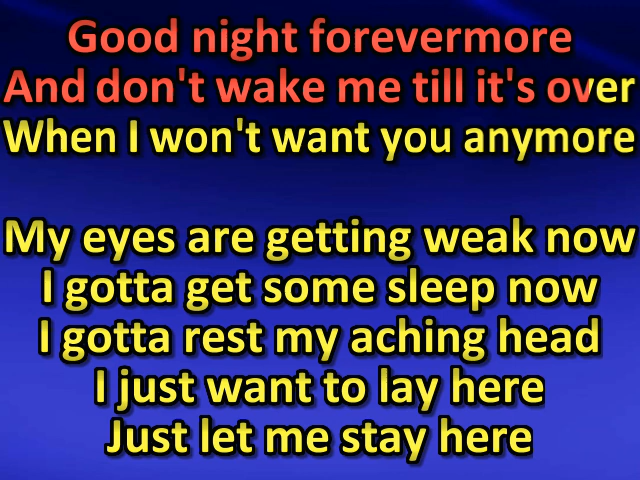 Good night forevermore
And don't wake me till it's over
When I won't want you anymore
My eyes are getting weak now
I gotta get some sleep now
I gotta rest my aching head
I just want to lay here
Just let me stay here